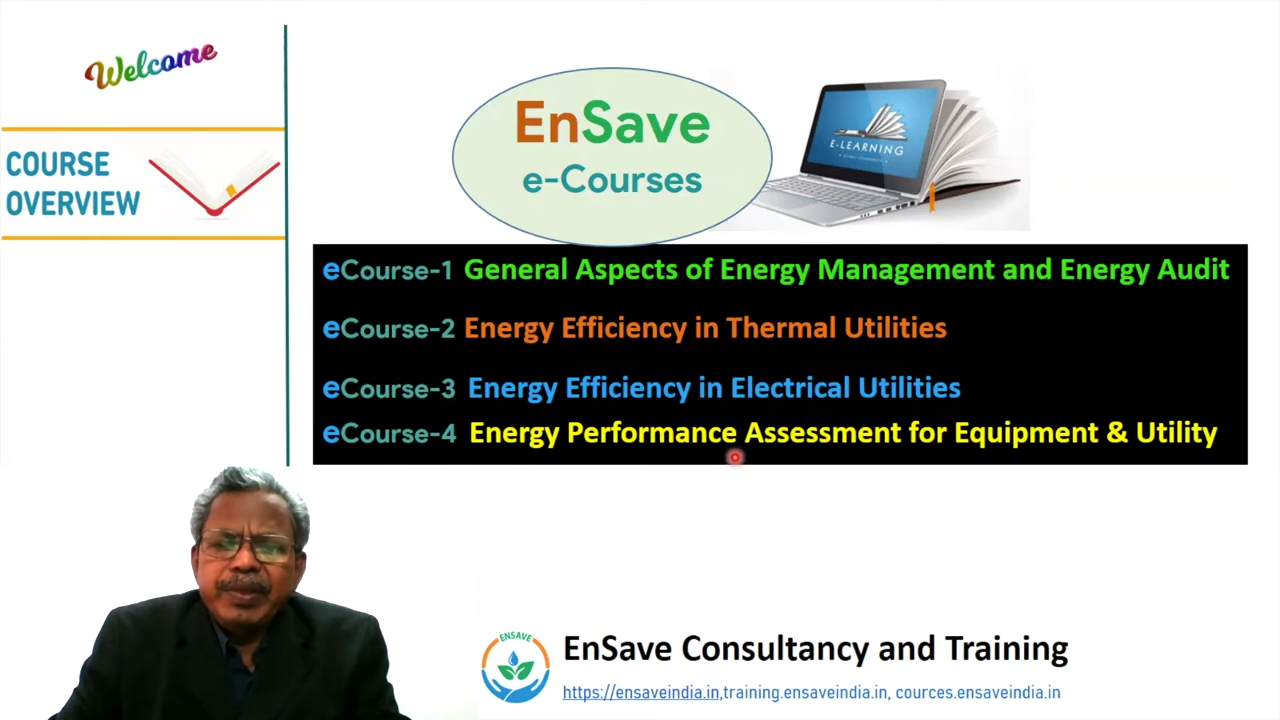 Welcome
COURSE
OVERVIEW
EnSave
e-Courses
E-LEARNING
eCourse-1 General Aspects of Energy Management and Energy Audit
eCourse-2 Energy Efficiency in Thermal Utilities
eCourse-3 Energy Efficiency in Electrical Utilities
eCourse-4 Energy Performance Assessment for Equipment & Utility
ENSAVE
EnSave Consultancy and Training
https://ensaveindia.in,training.ensaveindia.in, cources.ensaveindia.in